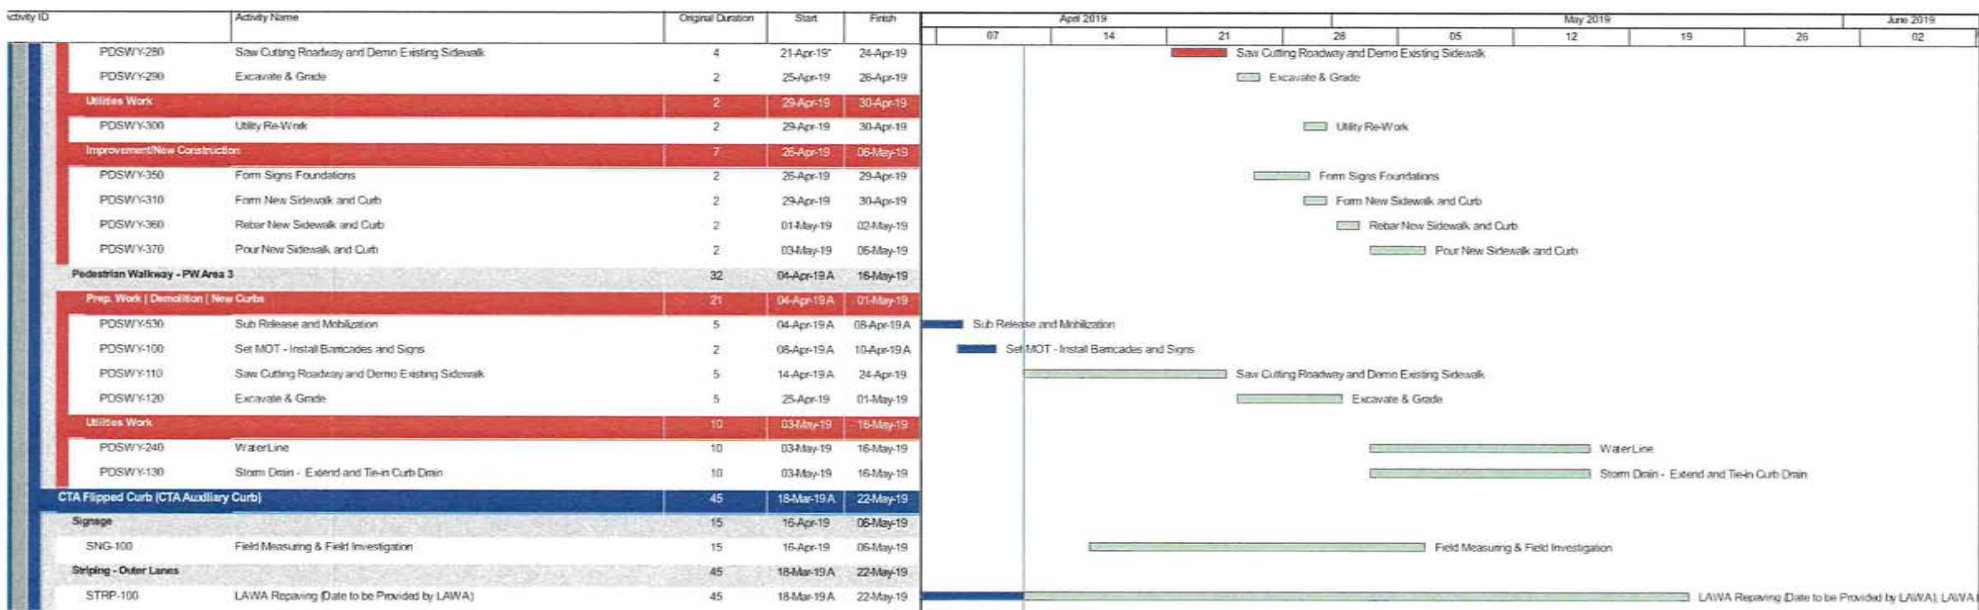 Activity ID Activity Name Original Duration Start Finish April 2019 May 2019 June 2019
07 14 21 28 05 12 19 26 02
PDSWY-280 Saw Cutting Roadway and Demo Existing Sidewalk 4 21-Apr-19* 24-Apr-19 Saw Cutting Roadway and Demo Existing Sidewalk
PDSWY-290 Excavate & Grade 2 25-Apr-19 26-Apr-19 Excavate & Grade
Utilities Work 2 29-Apr-19 30-Apr-19
PDSWY-300 Utility Re-Work 2 29-Apr-19 30-Apr-19 Utility Re-Work
Improvement/New Construction 7 26-Apr-19 06-May-19
PDSWY-350 Form Signs Foundations 2 26-Apr-19 29-Apr-19 Form Signs Foundations
PDSWY-310 Form New Sidewalk and Curb 2 29-Apr-19 30-Apr-19 Form New Sidewalk and Curb
PDSWY-360 Rebar New Sidewalk and Curb 2 01-May-19 02-May-19 Rebar New Sidewalk and Curb
PDSWY-370 Pour New Sidewalk and Curb 2 03-May-19 06-May-19 Pour New Sidewalk and Curb
Pedestrian Walkway - PW Area 3 32 04-Apr-19 A 16-May-19
Prep. Work | Demolition | New Curbs 21 04-Apr-19 A 01-May-19
PDSWY-530 Sub Release and Mobilization 5 04-Apr-19 A 08-Apr-19 A Sub Release and Mobilization
PDSWY-100 Set MOT - Install Barricades and Signs 2 08-Apr-19 A 10-Apr-19 A Set MOT - Install Barricades and Signs
PDSWY-110 Saw Cutting Roadway and Demo Existing Sidewalk 5 14-Apr-19 A 24-Apr-19 Saw Cutting Roadway and Demo Existing Sidewalk
PDSWY-120 Excavate & Grade 5 25-Apr-19 01-May-19 Excavate & Grade
Utilities Work 10 03-May-19 16-May-19
PDSWY-240 WaterLine 10 03-May-19 16-May-19 WaterLine
PDSWY-130 Storm Drain - Extend and Tie-in Curb Drain 10 03-May-19 16-May-19 Storm Drain - Extend and Tie-in Curb Drain
CTA Flipped Curb (CTA Auxiliary Curb) 45 18-Mar-19 A 22-May-19
Signage 15 16-Apr-19 06-May-19
SNG-100 Field Measuring & Field Investigation 15 16-Apr-19 06-May-19 Field Measuring & Field Investigation
Striping - Outer Lanes 45 18-Mar-19 A 22-May-19
STRP-100 LAWA Repaving (Date to be Provided by LAWA) 45 18-Mar-19 A 22-May-19 LAWA Repaving (Date to be Provided by LAWA), LAWA